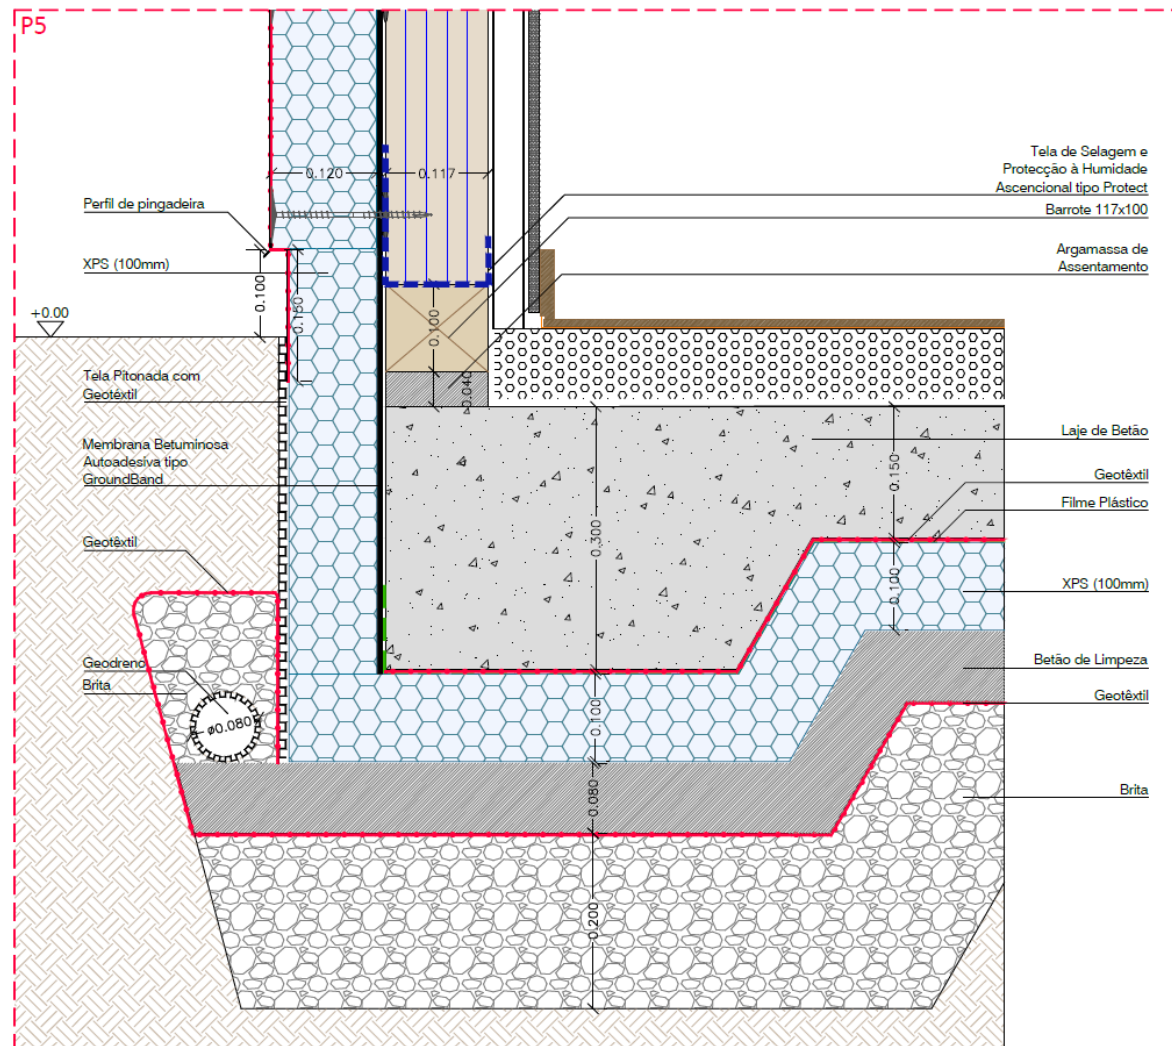 P5
0.120
0.117
Tela de Selagem e
Protecção à Humidade
Ascencional tipo Protect
Barrote 117x100
Argamassa de
Assentamento
Perfil de pingadeira
XPS (100mm)
0.100
0.150
+0.00
0.100
0.040
Tela Pitonada com
Geotêxtil
Membrana Betuminosa
Autoadesiva tipo
GroundBand
Laje de Betão
0.150
0.300
Geotêxtil
Filme Plástico
Geotêxtil
0.100
XPS (100mm)
Geodreno
Brita
ø0.080
0.100
Betão de Limpeza
Geotêxtil
0.080
Brita
0.200